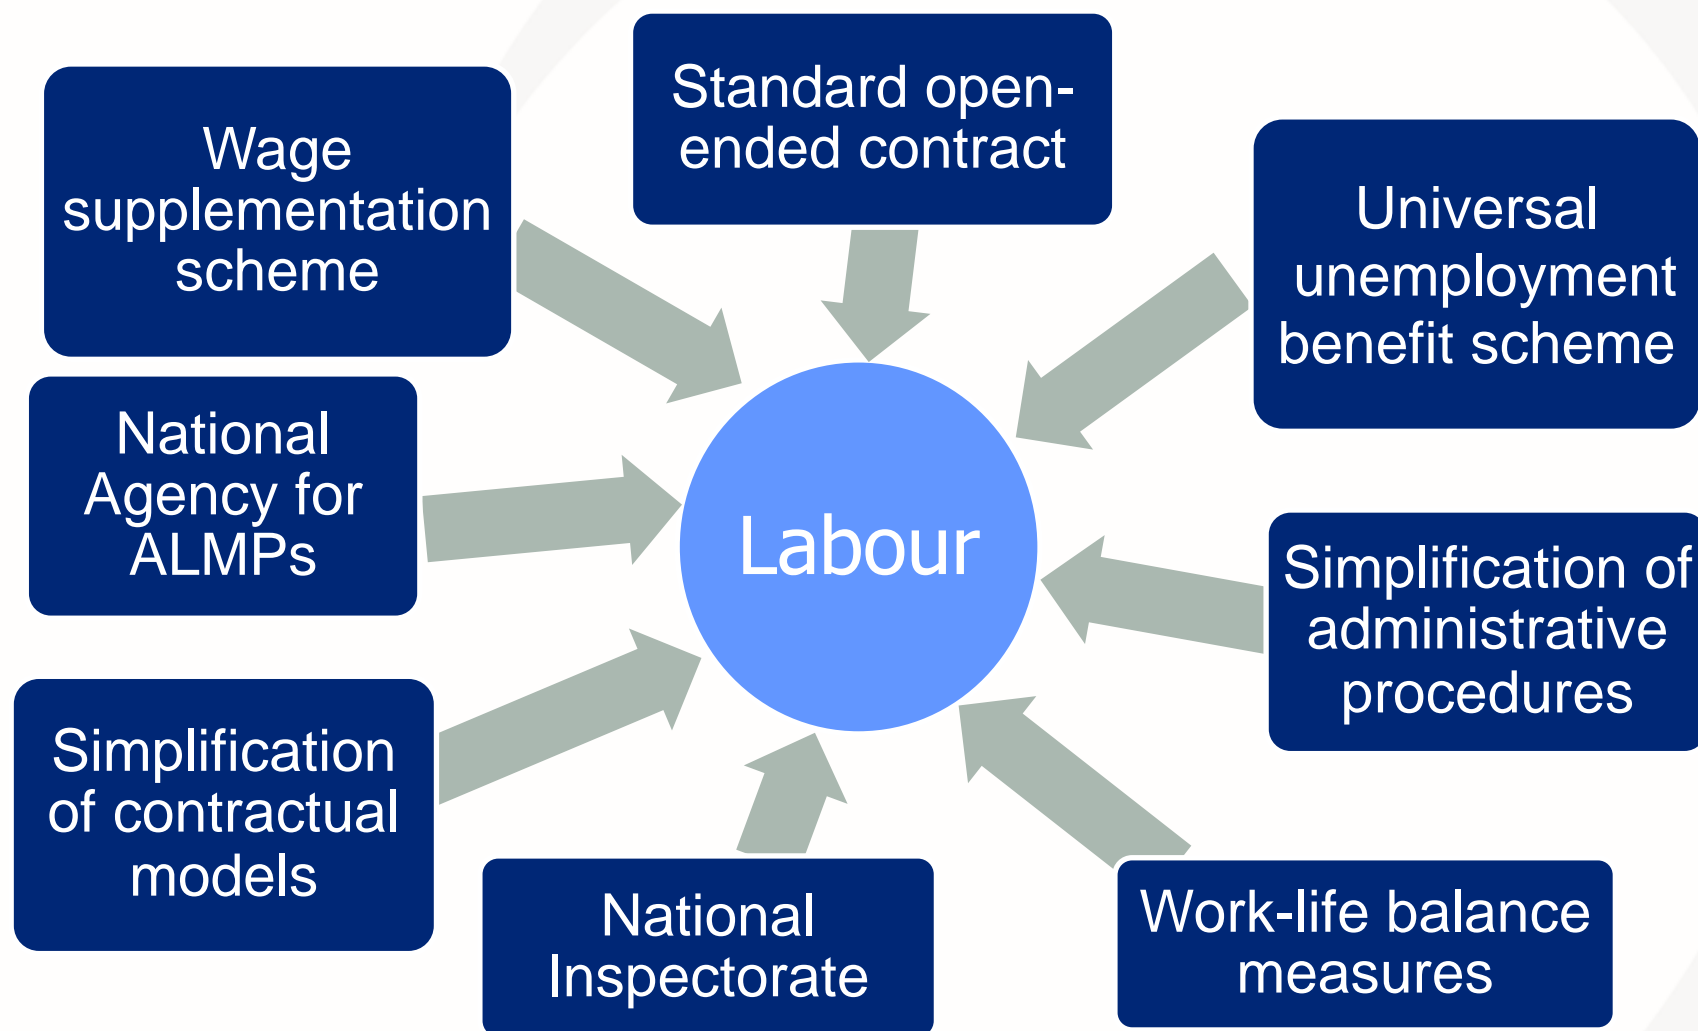 Standard open-
ended contract
Wage
supplementation
scheme
Universal
unemployment
benefit scheme
National
Agency for
ALMPs
Labour
Simplification of
administrative
procedures
Simplification
of contractual
models
National
Inspectorate
Work-life balance
measures